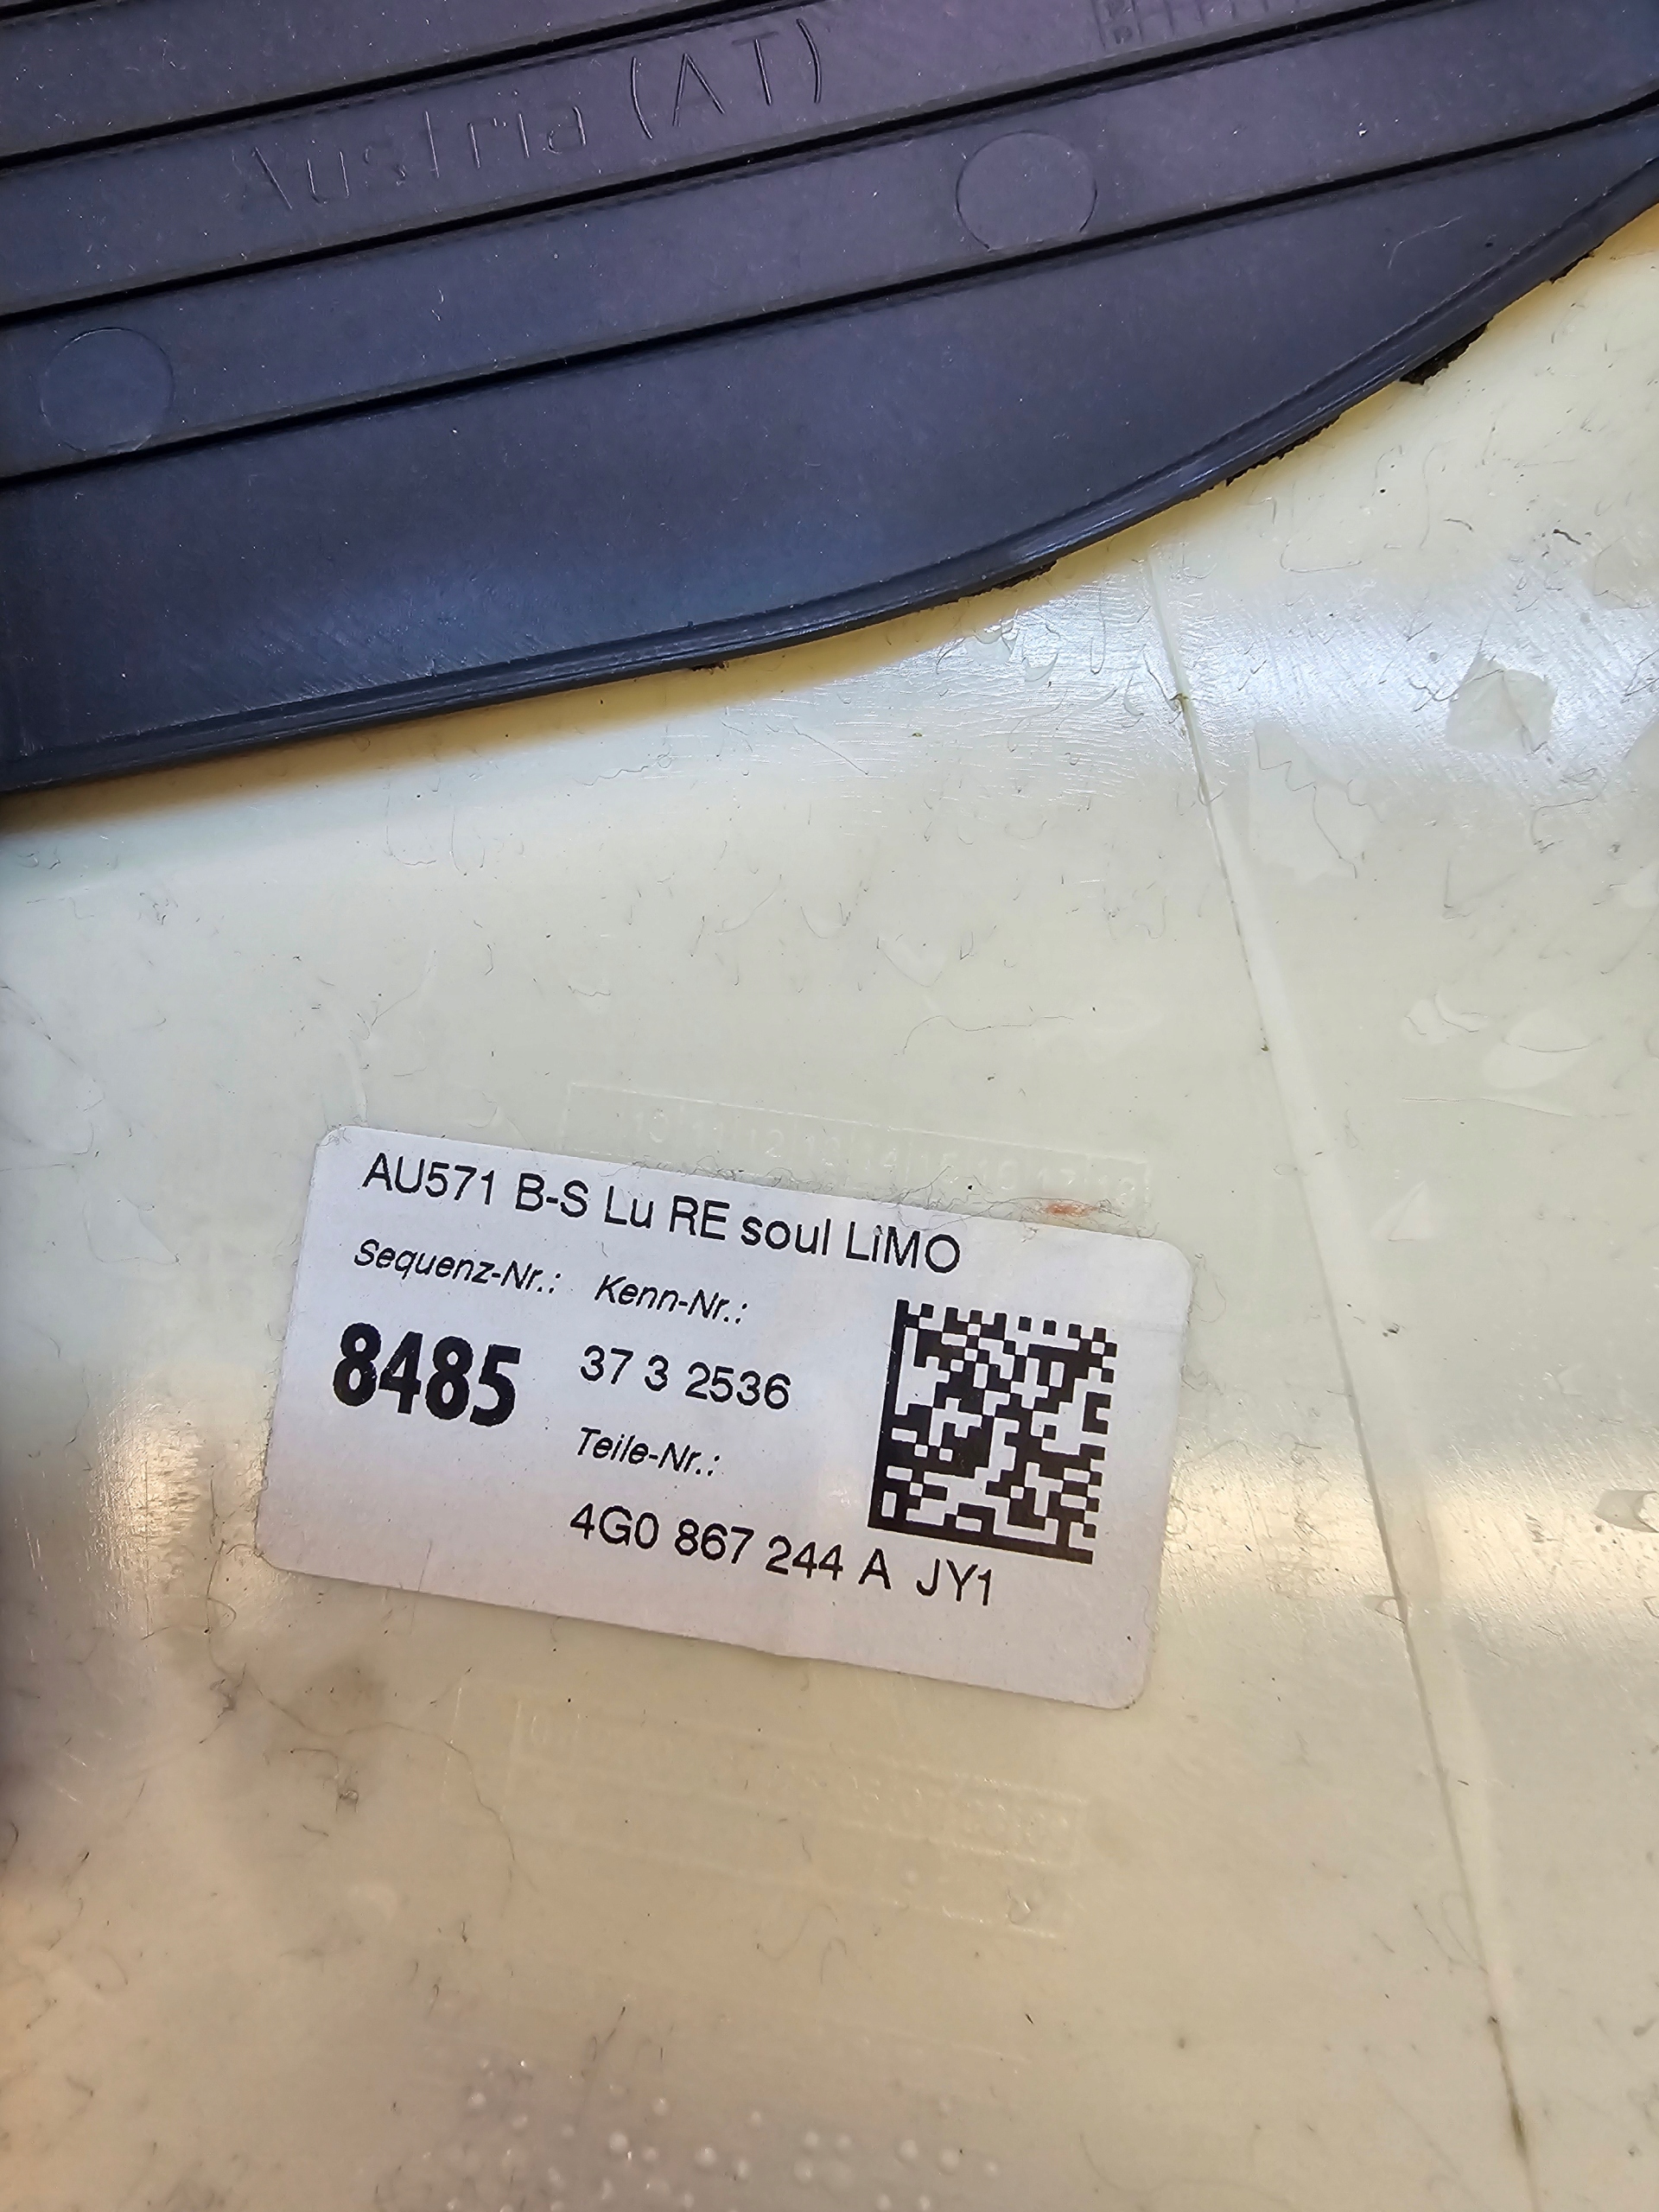 Austria (AT)
AU571 B-S Lu RE soul LiMO
Sequenz-Nr.: Kenn-Nr.:
8485 37 3 2536
Teile-Nr.:
4G0 867 244 A JY1